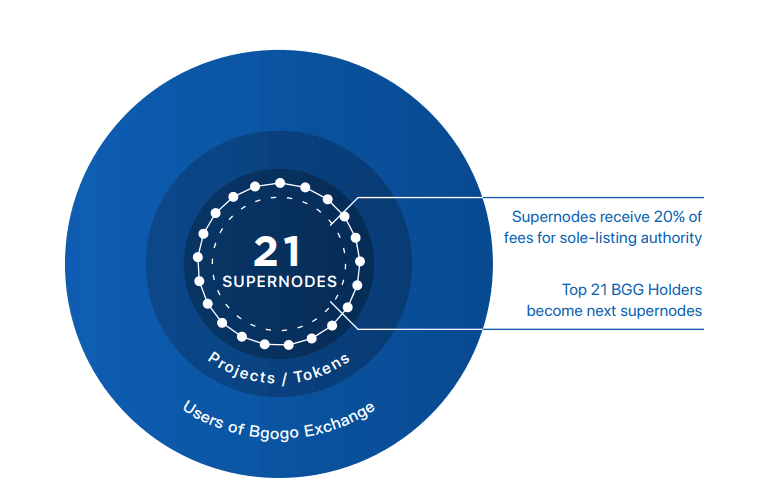 21
SUPERNODES
Supernodes receive 20% of
fees for sole-listing authority
Top 21 BGG Holders
become next supernodes
Projects / Tokens
Users of Bgogo Exchange